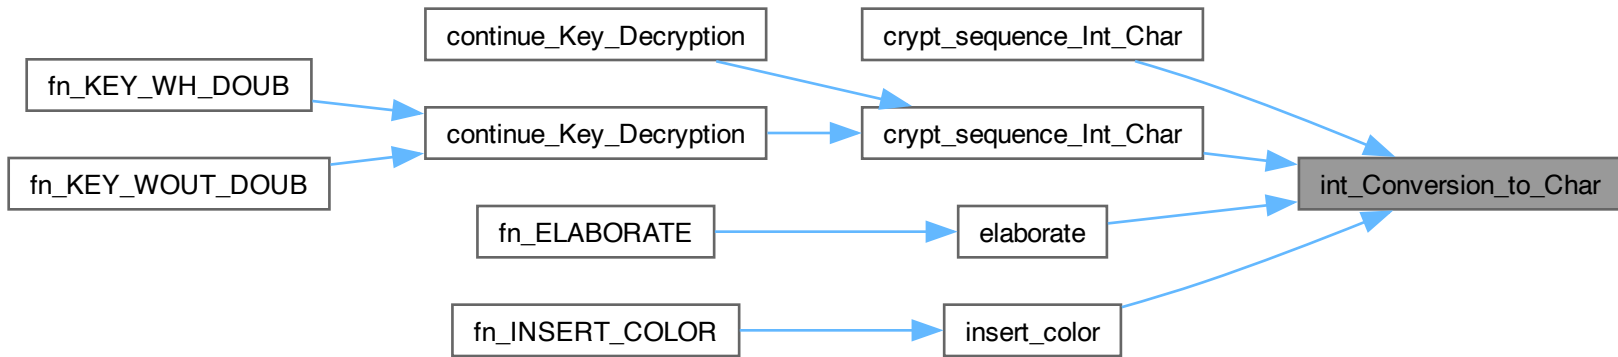 continue_Key_Decryption
crypt_sequence_Int_Char
fn_KEY_WH_DOUB
continue_Key_Decryption
crypt_sequence_Int_Char
fn_KEY_WOUT_DOUB
int_Conversion_to_Char
fn_ELABORATE
elaborate
fn_INSERT_COLOR
insert_color